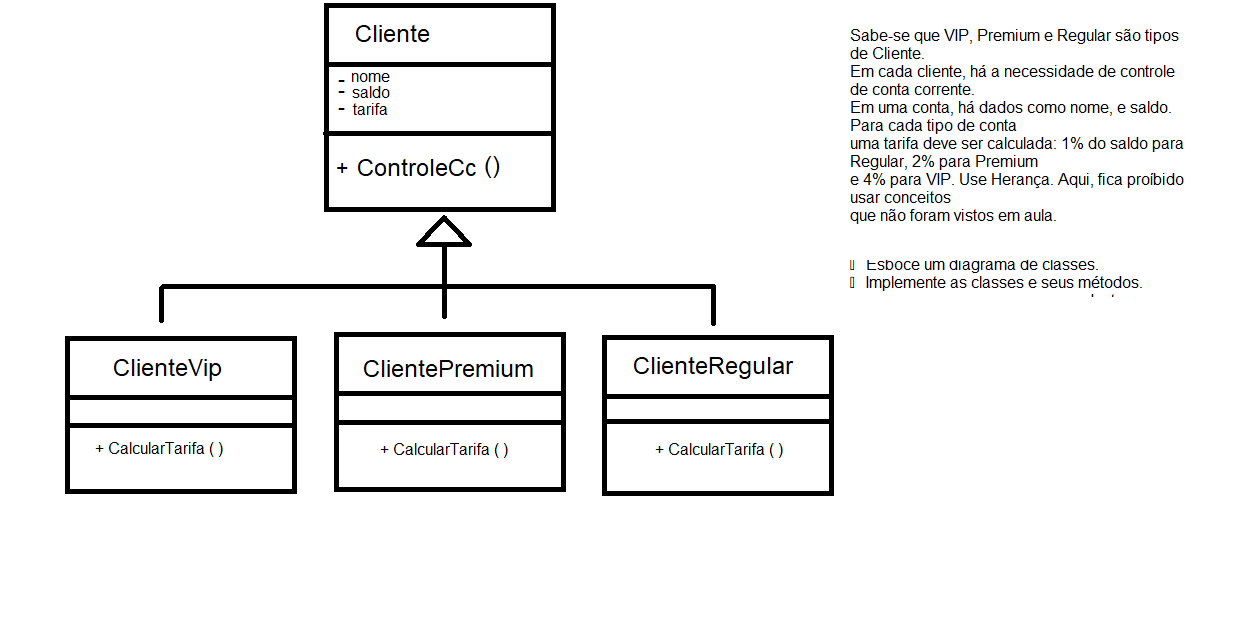 Cliente
- nome
- saldo
- tarifa
+ ControleCc ()
ClienteVip
+ CalcularTarifa ( )
ClientePremium
+ CalcularTarifa ( )
ClienteRegular
+ CalcularTarifa ( )
Sabe-se que VIP, Premium e Regular são tipos
de Cliente.
Em cada cliente, há a necessidade de controle
de conta corrente.
Em uma conta, há dados como nome, e saldo.
Para cada tipo de conta
uma tarifa deve ser calculada: 1% do saldo para
Regular, 2% para Premium
e 4% para VIP. Use Herança. Aqui, fica proíbido
usar conceitos
que não foram vistos em aula.
Esboce um diagrama de classes.
Implemente as classes e seus métodos.